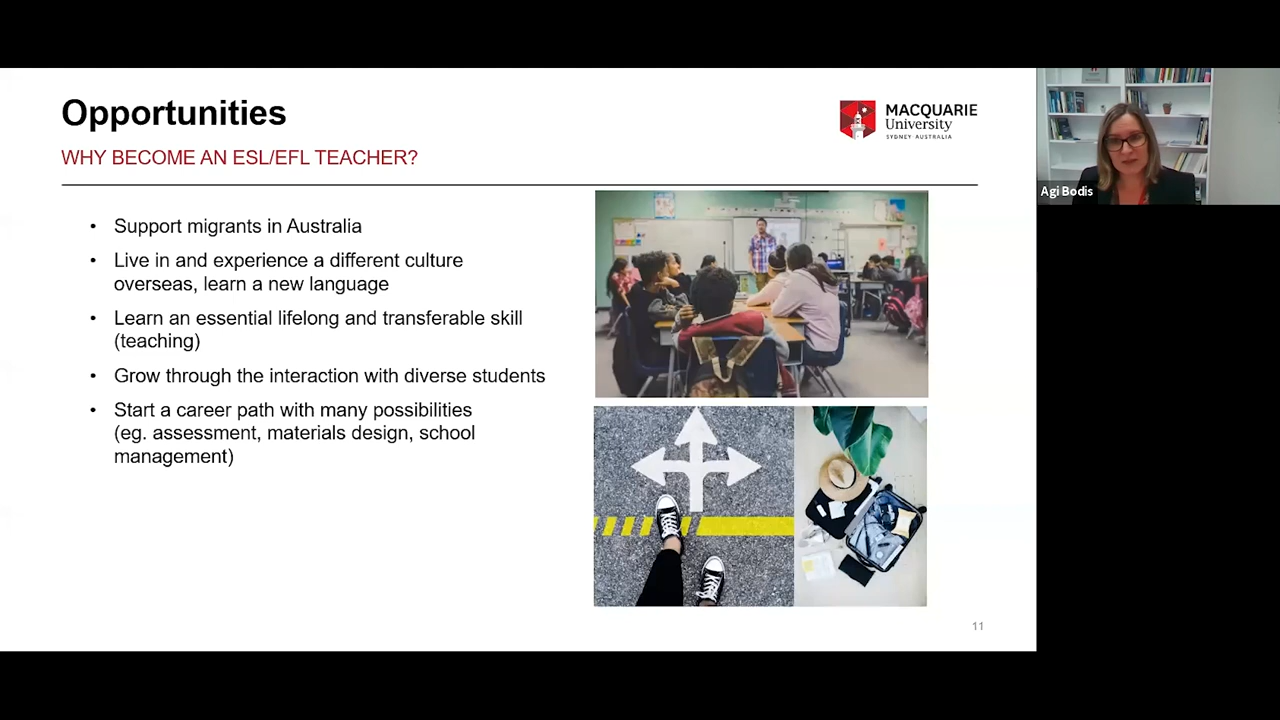 Opportunities
WHY BECOME AN ESL/EFL TEACHER?
MACQUARIE
University
SYDNEY·AUSTRALIA
• Support migrants in Australia
• Live in and experience a different culture
overseas, learn a new language
• Learn an essential lifelong and transferable skill
(teaching)
• Grow through the interaction with diverse students
• Start a career path with many possibilities
(eg. assessment, materials design, school
management)
11
Agi Bodis